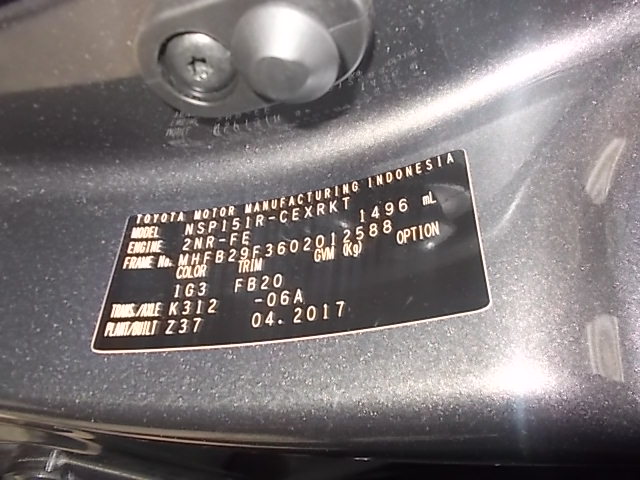 TOYOTA MOTOR MANUFACTURING INDONESIA
MODEL NSP151R-CEXRKT
ENGINE 2NR-FE 1496 mL
FRAME No. MHFB29F3602012588
COLOR TRIM GVM (Kg) OPTION
1G3 FB20
TRANS./AXLE K312 -06A
PLANT/BUILT Z37 04.2017